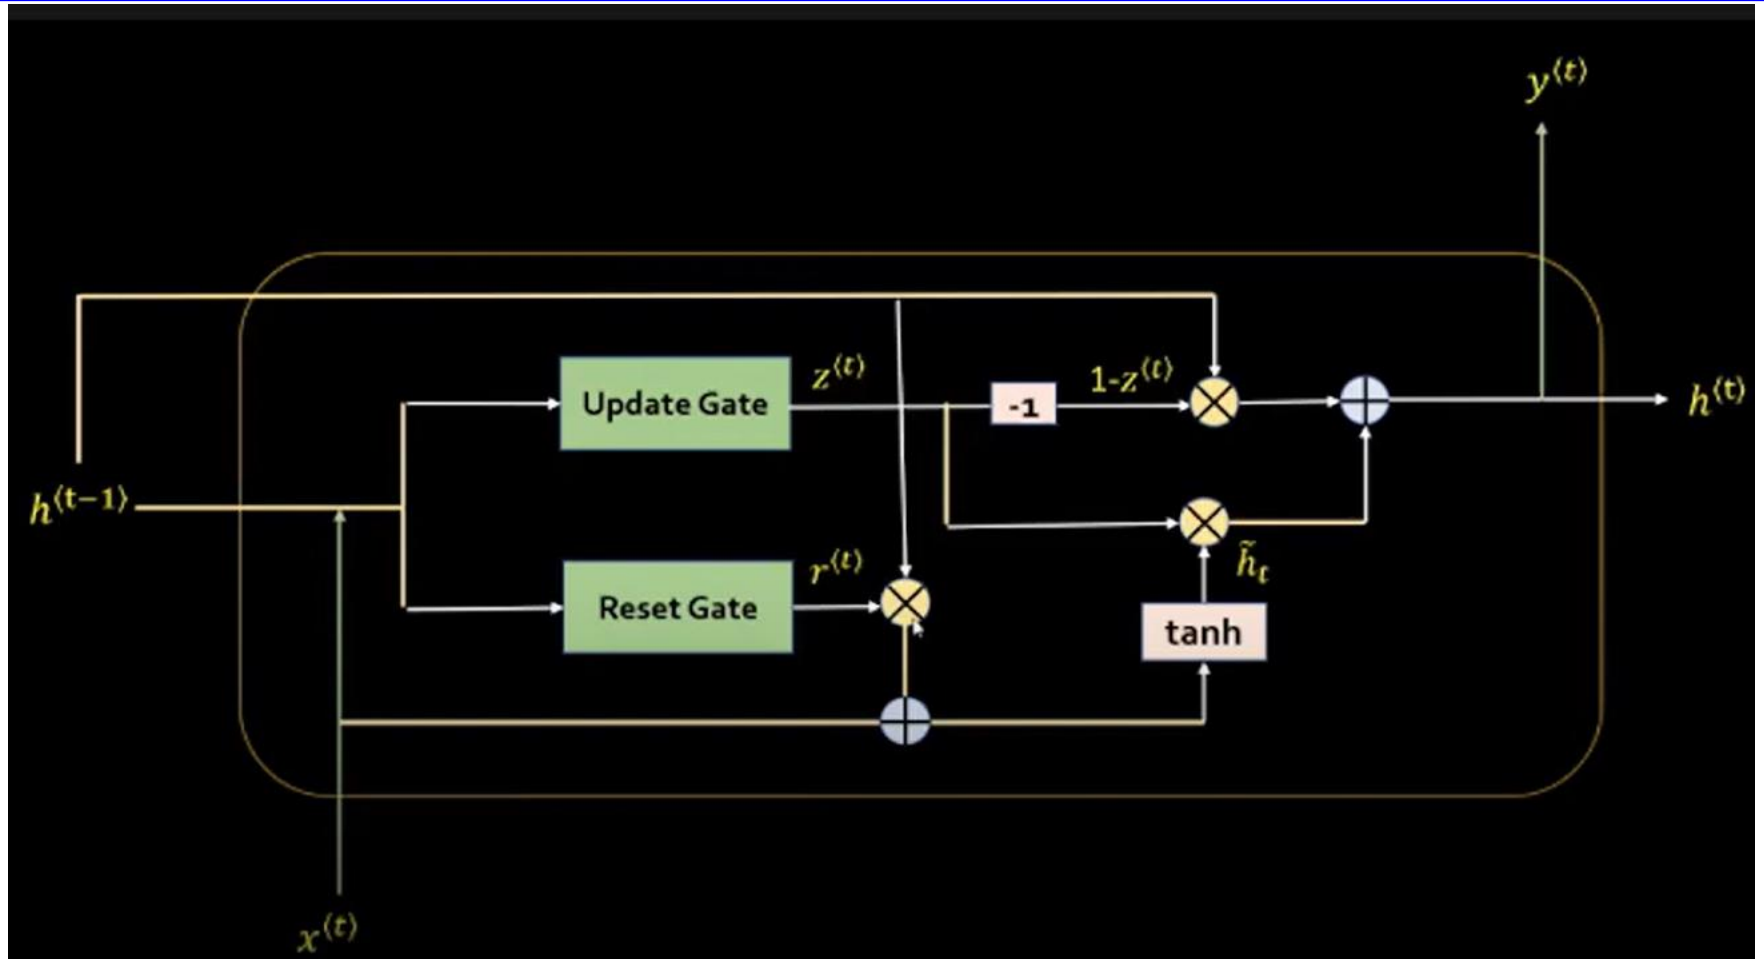 y⟨t⟩
z⟨t⟩
1-z⟨t⟩
Update Gate
-1
h⟨t⟩
h⟨t−1⟩
r⟨t⟩
h̃t
Reset Gate
tanh
x⟨t⟩